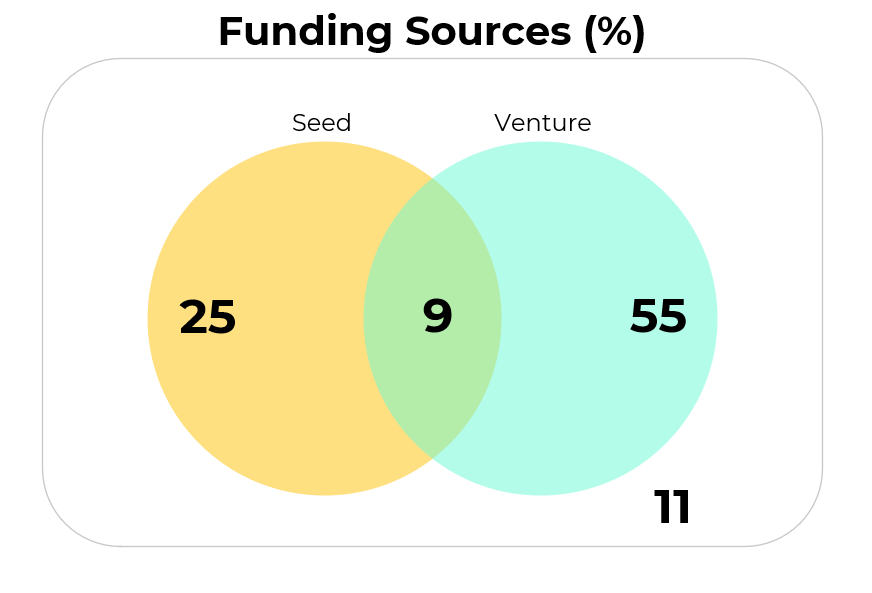 Funding Sources (%)
Seed
Venture
25
9
55
11